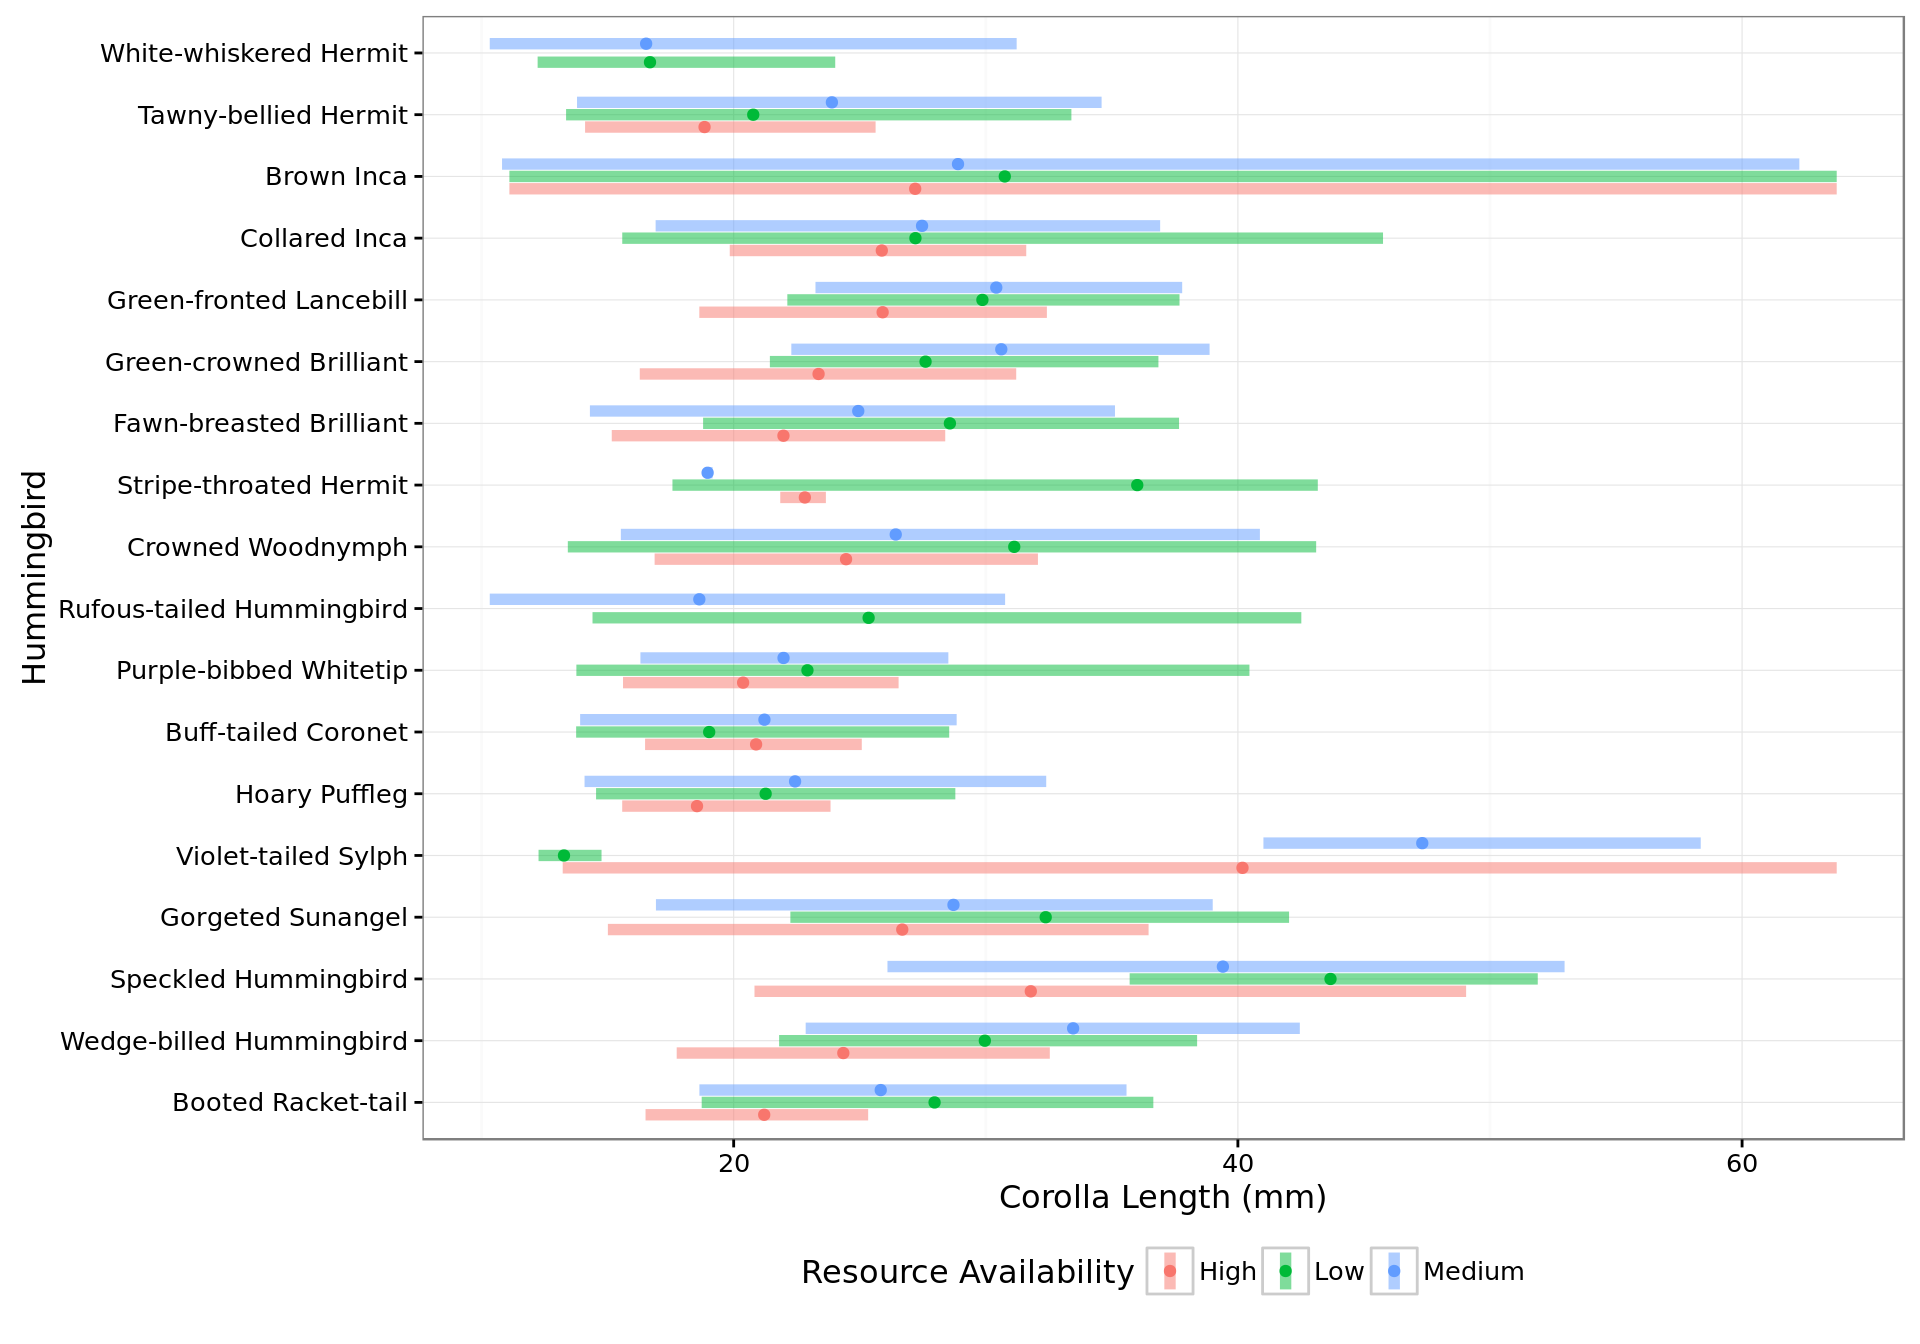 White-whiskered Hermit
Tawny-bellied Hermit
Brown Inca
Collared Inca
Green-fronted Lancebill
Green-crowned Brilliant
Fawn-breasted Brilliant
Stripe-throated Hermit
Crowned Woodnymph
Rufous-tailed Hummingbird
Purple-bibbed Whitetip
Buff-tailed Coronet
Hoary Puffleg
Violet-tailed Sylph
Gorgeted Sunangel
Speckled Hummingbird
Wedge-billed Hummingbird
Booted Racket-tail
Hummingbird
20 40 60
Corolla Length (mm)
Resource Availability High Low Medium